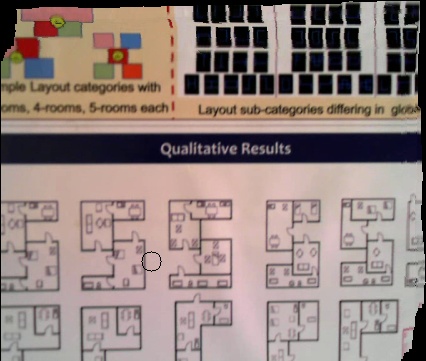 mple Layout categories with
oms, 4-rooms, 5-rooms each
Layout sub-categories differing in glob
Qualitative Results